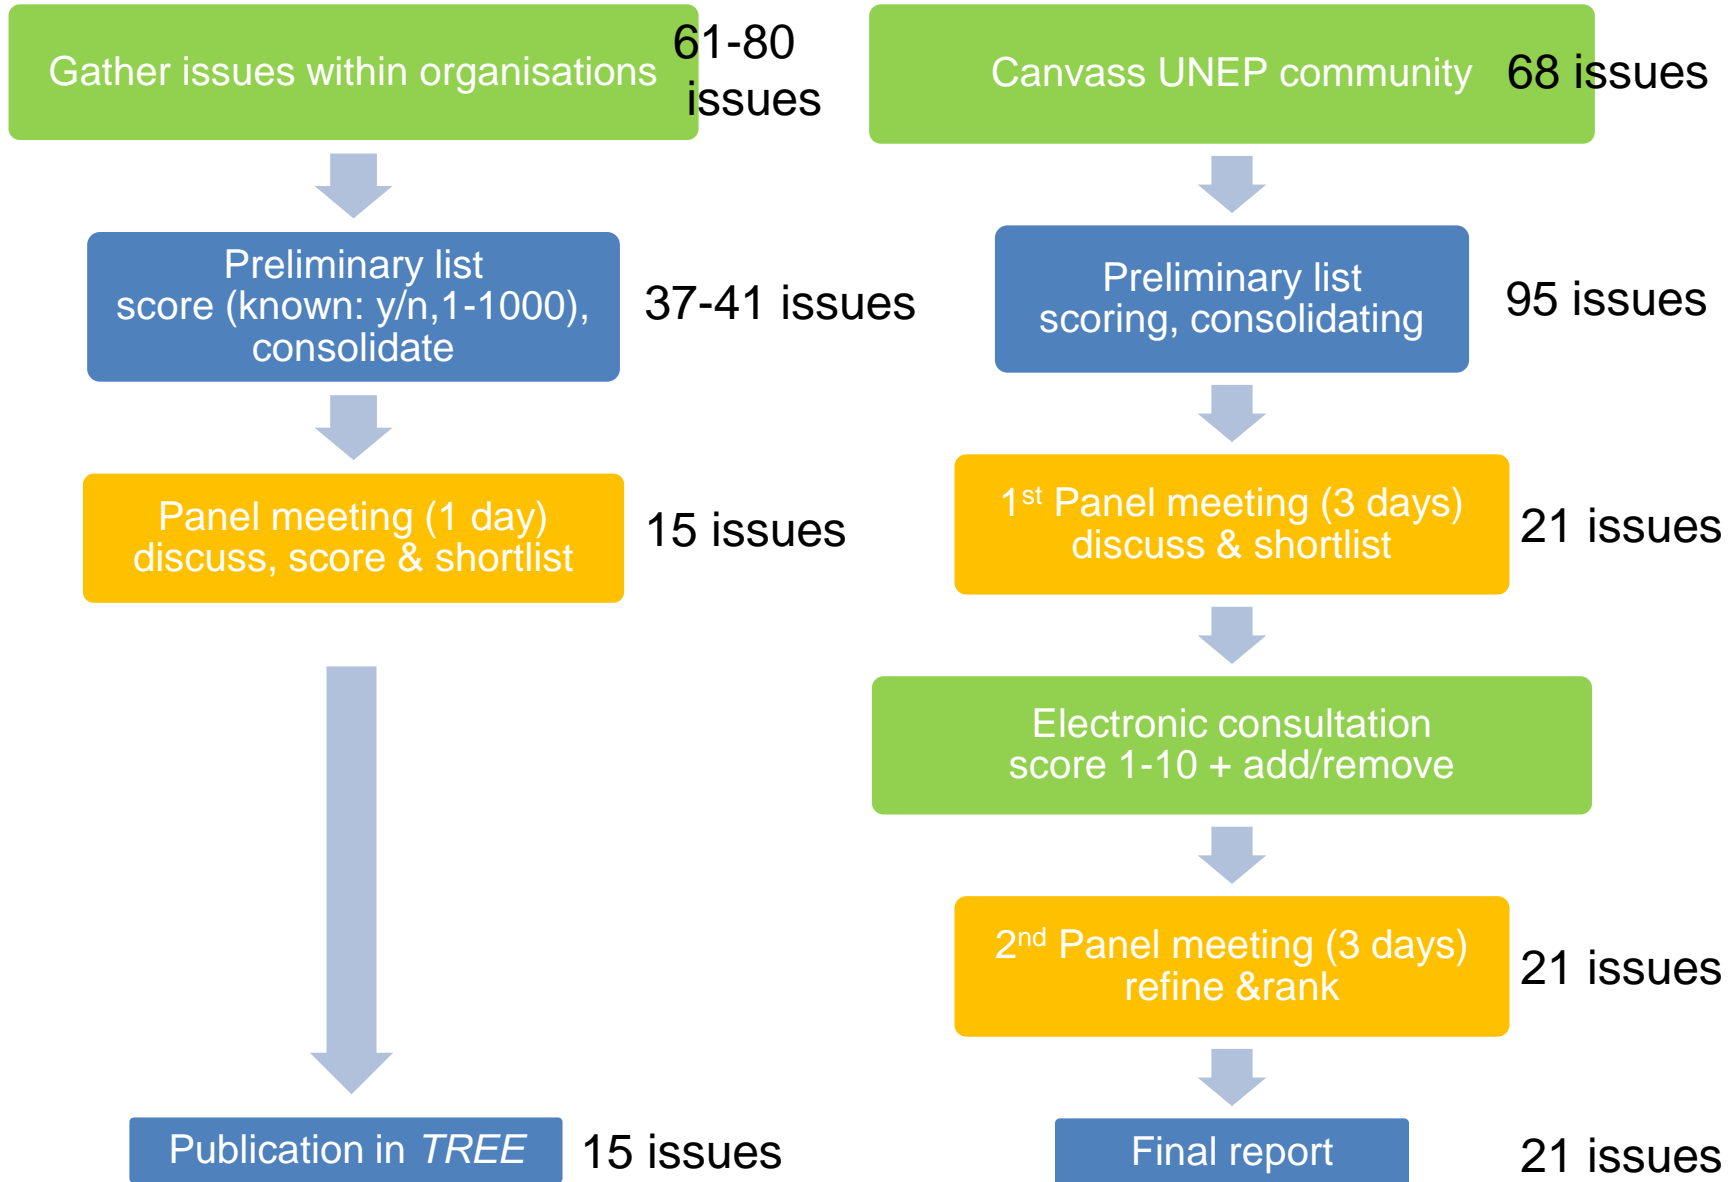 Gather issues within organisations
61-80
issues
Preliminary list
score (known: y/n,1-1000),
consolidate
37-41 issues
Panel meeting (1 day)
discuss, score & shortlist
15 issues
Publication in TREE
15 issues
Canvass UNEP community
68 issues
Preliminary list
scoring, consolidating
95 issues
1st Panel meeting (3 days)
discuss & shortlist
21 issues
Electronic consultation
score 1-10 + add/remove
2nd Panel meeting (3 days)
refine &rank
21 issues
Final report
21 issues